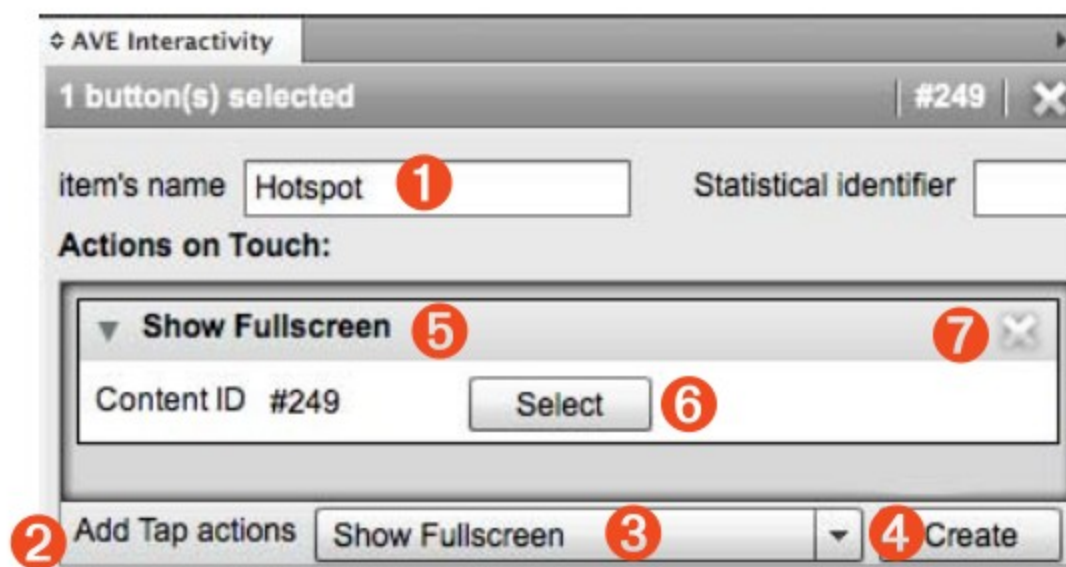 AVE Interactivity
1 button(s) selected #249
item's name Hotspot 1 Statistical identifier
Actions on Touch:
Show Fullscreen 5 7
Content ID #249 Select 6
2 Add Tap actions Show Fullscreen 3 4 Create